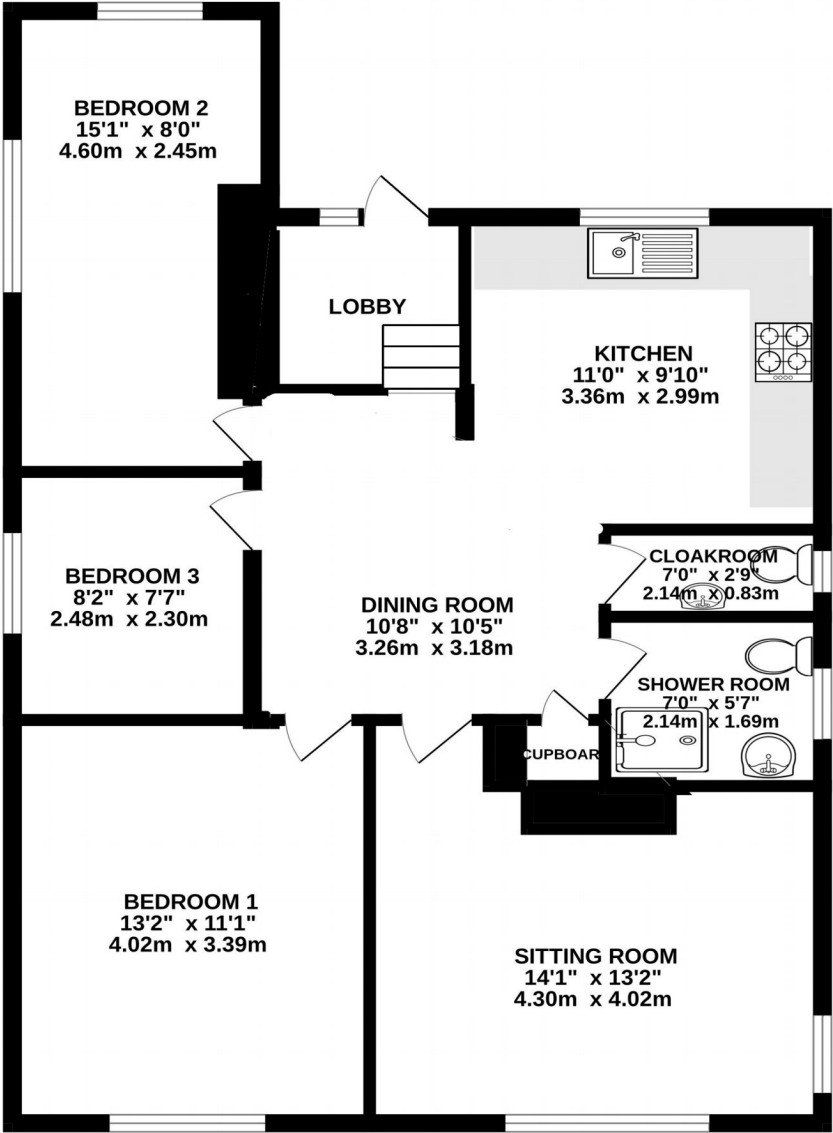 BEDROOM 2
15'1" x 8'0"
4.60m x 2.45m
LOBBY
KITCHEN
11'0" x 9'10"
3.36m x 2.99m
CLOAKROOM
7'0" x 2'9"
2.14m x 0.83m
BEDROOM 3
8'2" x 7'7"
2.48m x 2.30m
DINING ROOM
10'8" x 10'5"
3.26m x 3.18m
SHOWER ROOM
7'0" x 5'7"
2.14m x 1.69m
CUPBOAR
BEDROOM 1
13'2" x 11'1"
4.02m x 3.39m
SITTING ROOM
14'1" x 13'2"
4.30m x 4.02m